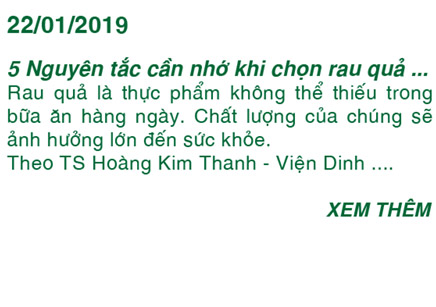 22/01/2019
5 Nguyên tắc cần nhớ khi chọn rau quả ...
Rau quả là thực phẩm không thể thiếu trong
bữa ăn hàng ngày. Chất lượng của chúng sẽ
ảnh hưởng lớn đến sức khỏe.
Theo TS Hoàng Kim Thanh - Viện Dinh ....
XEM THÊM